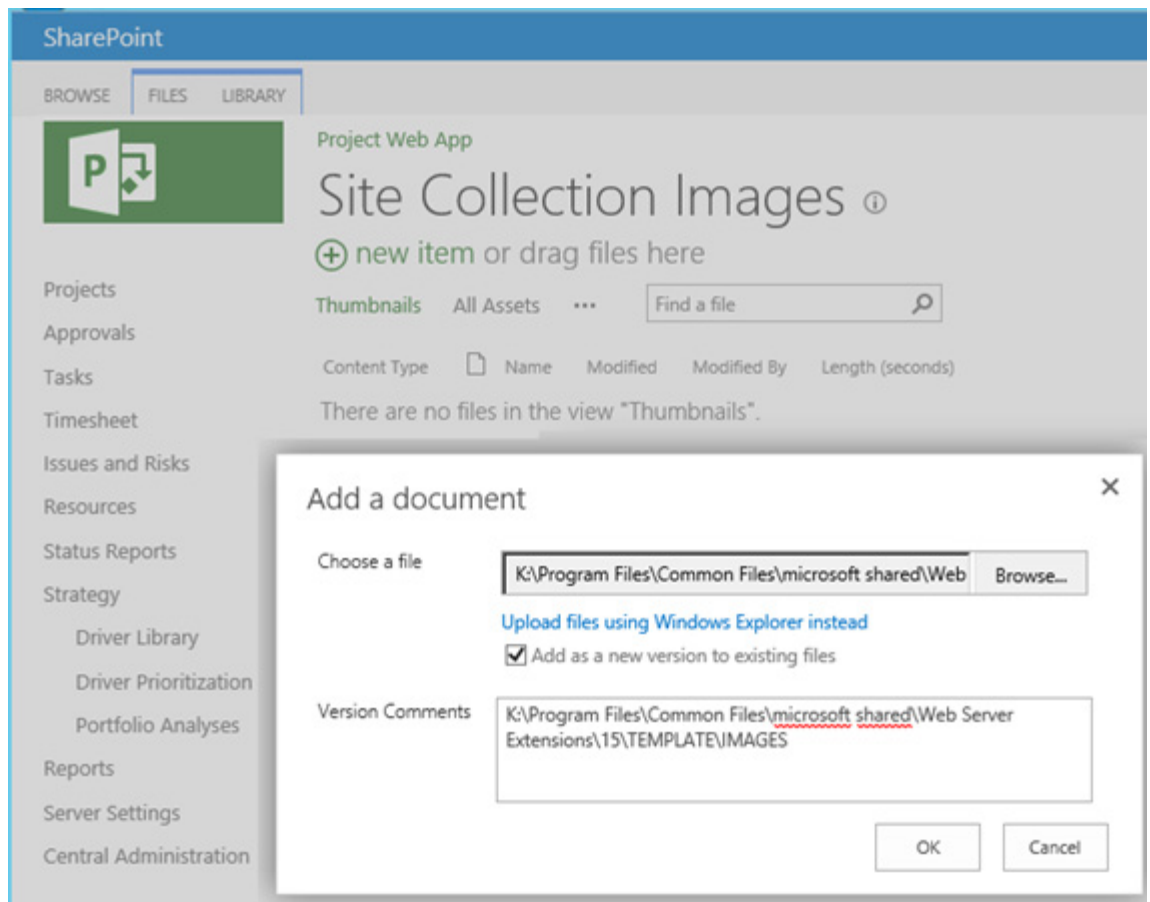 SharePoint
BROWSE FILES LIBRARY
P
Project Web App
Site Collection Images
new item or drag files here
Thumbnails All Assets ••• Find a file
Content Type Name Modified Modified By Length (seconds)
There are no files in the view "Thumbnails".
Projects
Approvals
Tasks
Timesheet
Issues and Risks
Resources
Status Reports
Strategy
Driver Library
Driver Prioritization
Portfolio Analyses
Reports
Server Settings
Central Administration
Add a document
Choose a file
K:\Program Files\Common Files\microsoft shared\Web Browse...
Upload files using Windows Explorer instead
Add as a new version to existing files
Version Comments
K:\Program Files\Common Files\microsoft shared\Web Server
Extensions\15\TEMPLATE\IMAGES
OK Cancel